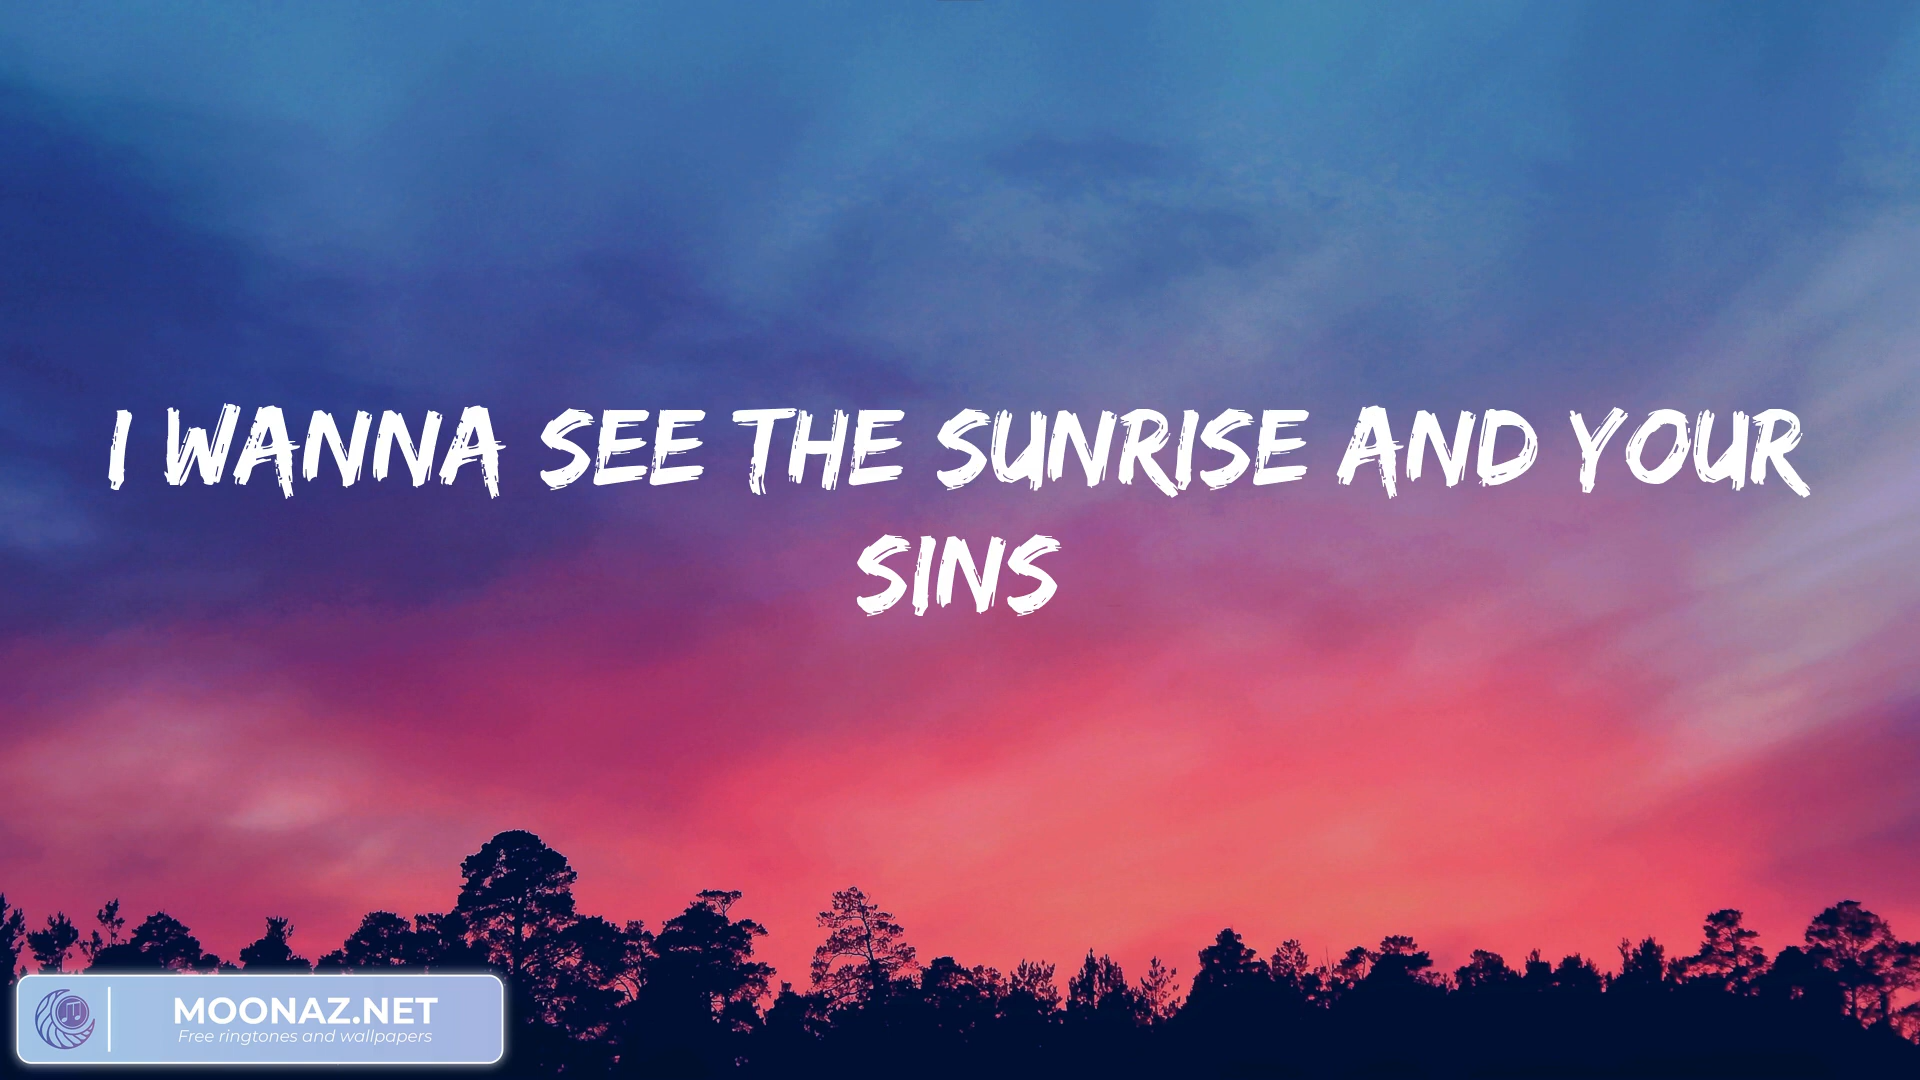 I WANNA SEE THE SUNRISE AND YOUR
SINS
MOONAZ.NET
Free ringtones and wallpapers